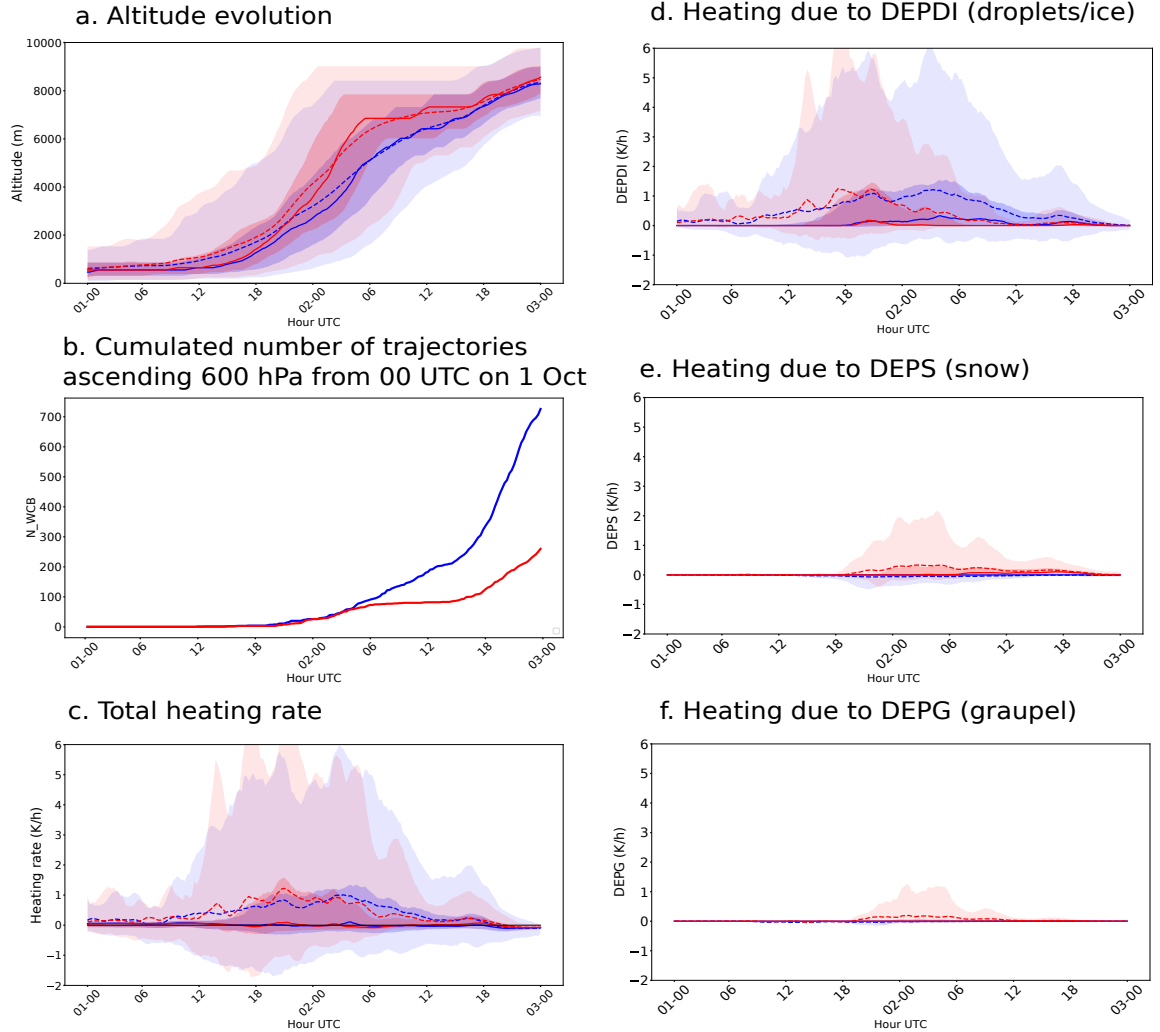 a. Altitude evolution
10000
8000
6000
4000
2000
0
Altitude (m)
01-00 06 12 18 02-00 06 12 18 03-00
Hour UTC
b. Cumulated number of trajectories
ascending 600 hPa from 00 UTC on 1 Oct
700
600
500
400
300
200
100
0
N_WCB
01-00 06 12 18 02-00 06 12 18 03-00
Hour UTC
c. Total heating rate
6
5
4
3
2
1
0
−1
−2
Heating rate (K/h)
01-00 06 12 18 02-00 06 12 18 03-00
Hour UTC
d. Heating due to DEPDI (droplets/ice)
6
5
4
3
2
1
0
−1
−2
DEPDI (K/h)
01-00 06 12 18 02-00 06 12 18 03-00
Hour UTC
e. Heating due to DEPS (snow)
6
5
4
3
2
1
0
−1
−2
DEPS (K/h)
01-00 06 12 18 02-00 06 12 18 03-00
Hour UTC
f. Heating due to DEPG (graupel)
6
5
4
3
2
1
0
−1
−2
DEPG (K/h)
01-00 06 12 18 02-00 06 12 18 03-00
Hour UTC